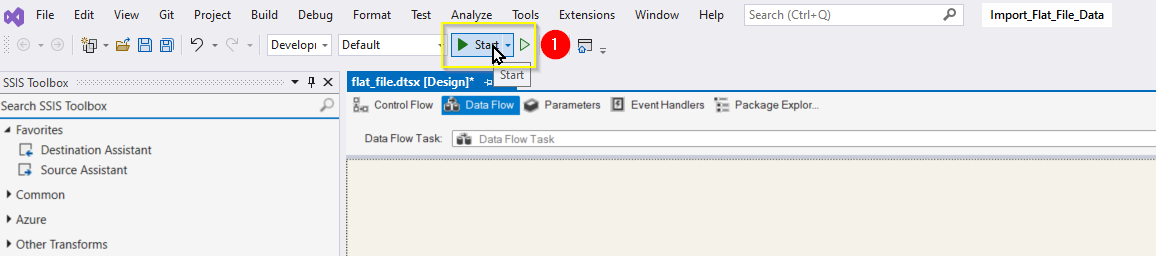 File Edit View Git Project Build Debug Format Test Analyze Tools Extensions Window Help Search (Ctrl+Q) Import_Flat_File_Data
Developi Default Start 1
Start
SSIS Toolbox
flat_file.dtsx [Design]*
Search SSIS Toolbox
Control Flow Data Flow Parameters Event Handlers Package Explor...
Favorites
Data Flow Task: Data Flow Task
Destination Assistant
Source Assistant
Common
Azure
Other Transforms